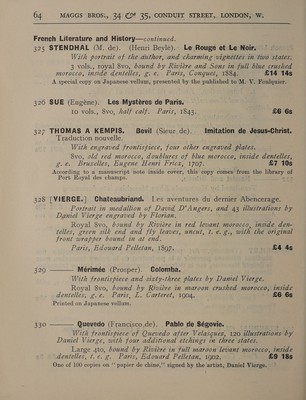 64 MAGGS BROS., 34 & 35, CONDUIT STREET, LONDON, W.
French Literature and History—continued.
325 STENDHAL (M. de). (Henri Beyle). Le Rouge et Le Noir.
With portrait of the author, and charming vignettes in two states.
3 vols., royal 8vo, bound by Rivière and Sons in full blue crushed
morocco, inside dentelles, g. e. Paris, Conquet, 1884. £14 14s
A special copy on Japanese vellum, presented by the published to M. V. Foulquier.
326 SUE (Eugène). Les Mystères de Paris.
10 vols., 8vo, half calf. Paris, 1843. £6 6s
327 THOMAS A KEMPIS. Bevil (Sieur de). Imitation de Jesus-Christ.
Traduction nouvelle.
With engraved frontispiece, four other engraved plates.
8vo, old red morocco, doublures of blue morocco, inside dentelles,
g. e. Bruxelles, Eugene Henri Fricx, 1707. £7 10s
According to a manuscript note inside cover, this copy comes from the library of
Port Royal des champs.
328 [VIERGE.] Chateaubriand. Les aventures du dernier Abencerage.
Portrait in medallion of David D'Angers, and 43 illustrations by
Daniel Vierge engraved by Florian.
Royal 8vo, bound by Rivière in red levant morocco, inside den-
telles, green silk end and fly leaves, uncut, t. e. g., with the original
front wrapper bound in at end.
Paris, Edouard Pelletan, 1897. £4 4s
329 —— Mérimée (Prosper). Colomba.
With frontispiece and sixty-three plates by Daniel Vierge.
Royal 8vo, bound by Rivière in maroon crushed morocco, inside
dentelles, g. e. Paris, L. Carteret, 1904. £6 6s
Printed on Japanese vellum.
330 —— Quevedo (Francisco de). Pablo de Ségovie.
With frontispiece of Quevedo after Velasquez, 120 illustrations by
Daniel Vierge, with four additional etchings in three states.
Large 4to, bound by Rivière in full maroon levant morocco, inside
dentelles, t. e. g. Paris, Edouard Pelletan, 1902. £9 18s
One of 100 copies on "papier de chine," signed by the artist, Daniel Vierge.